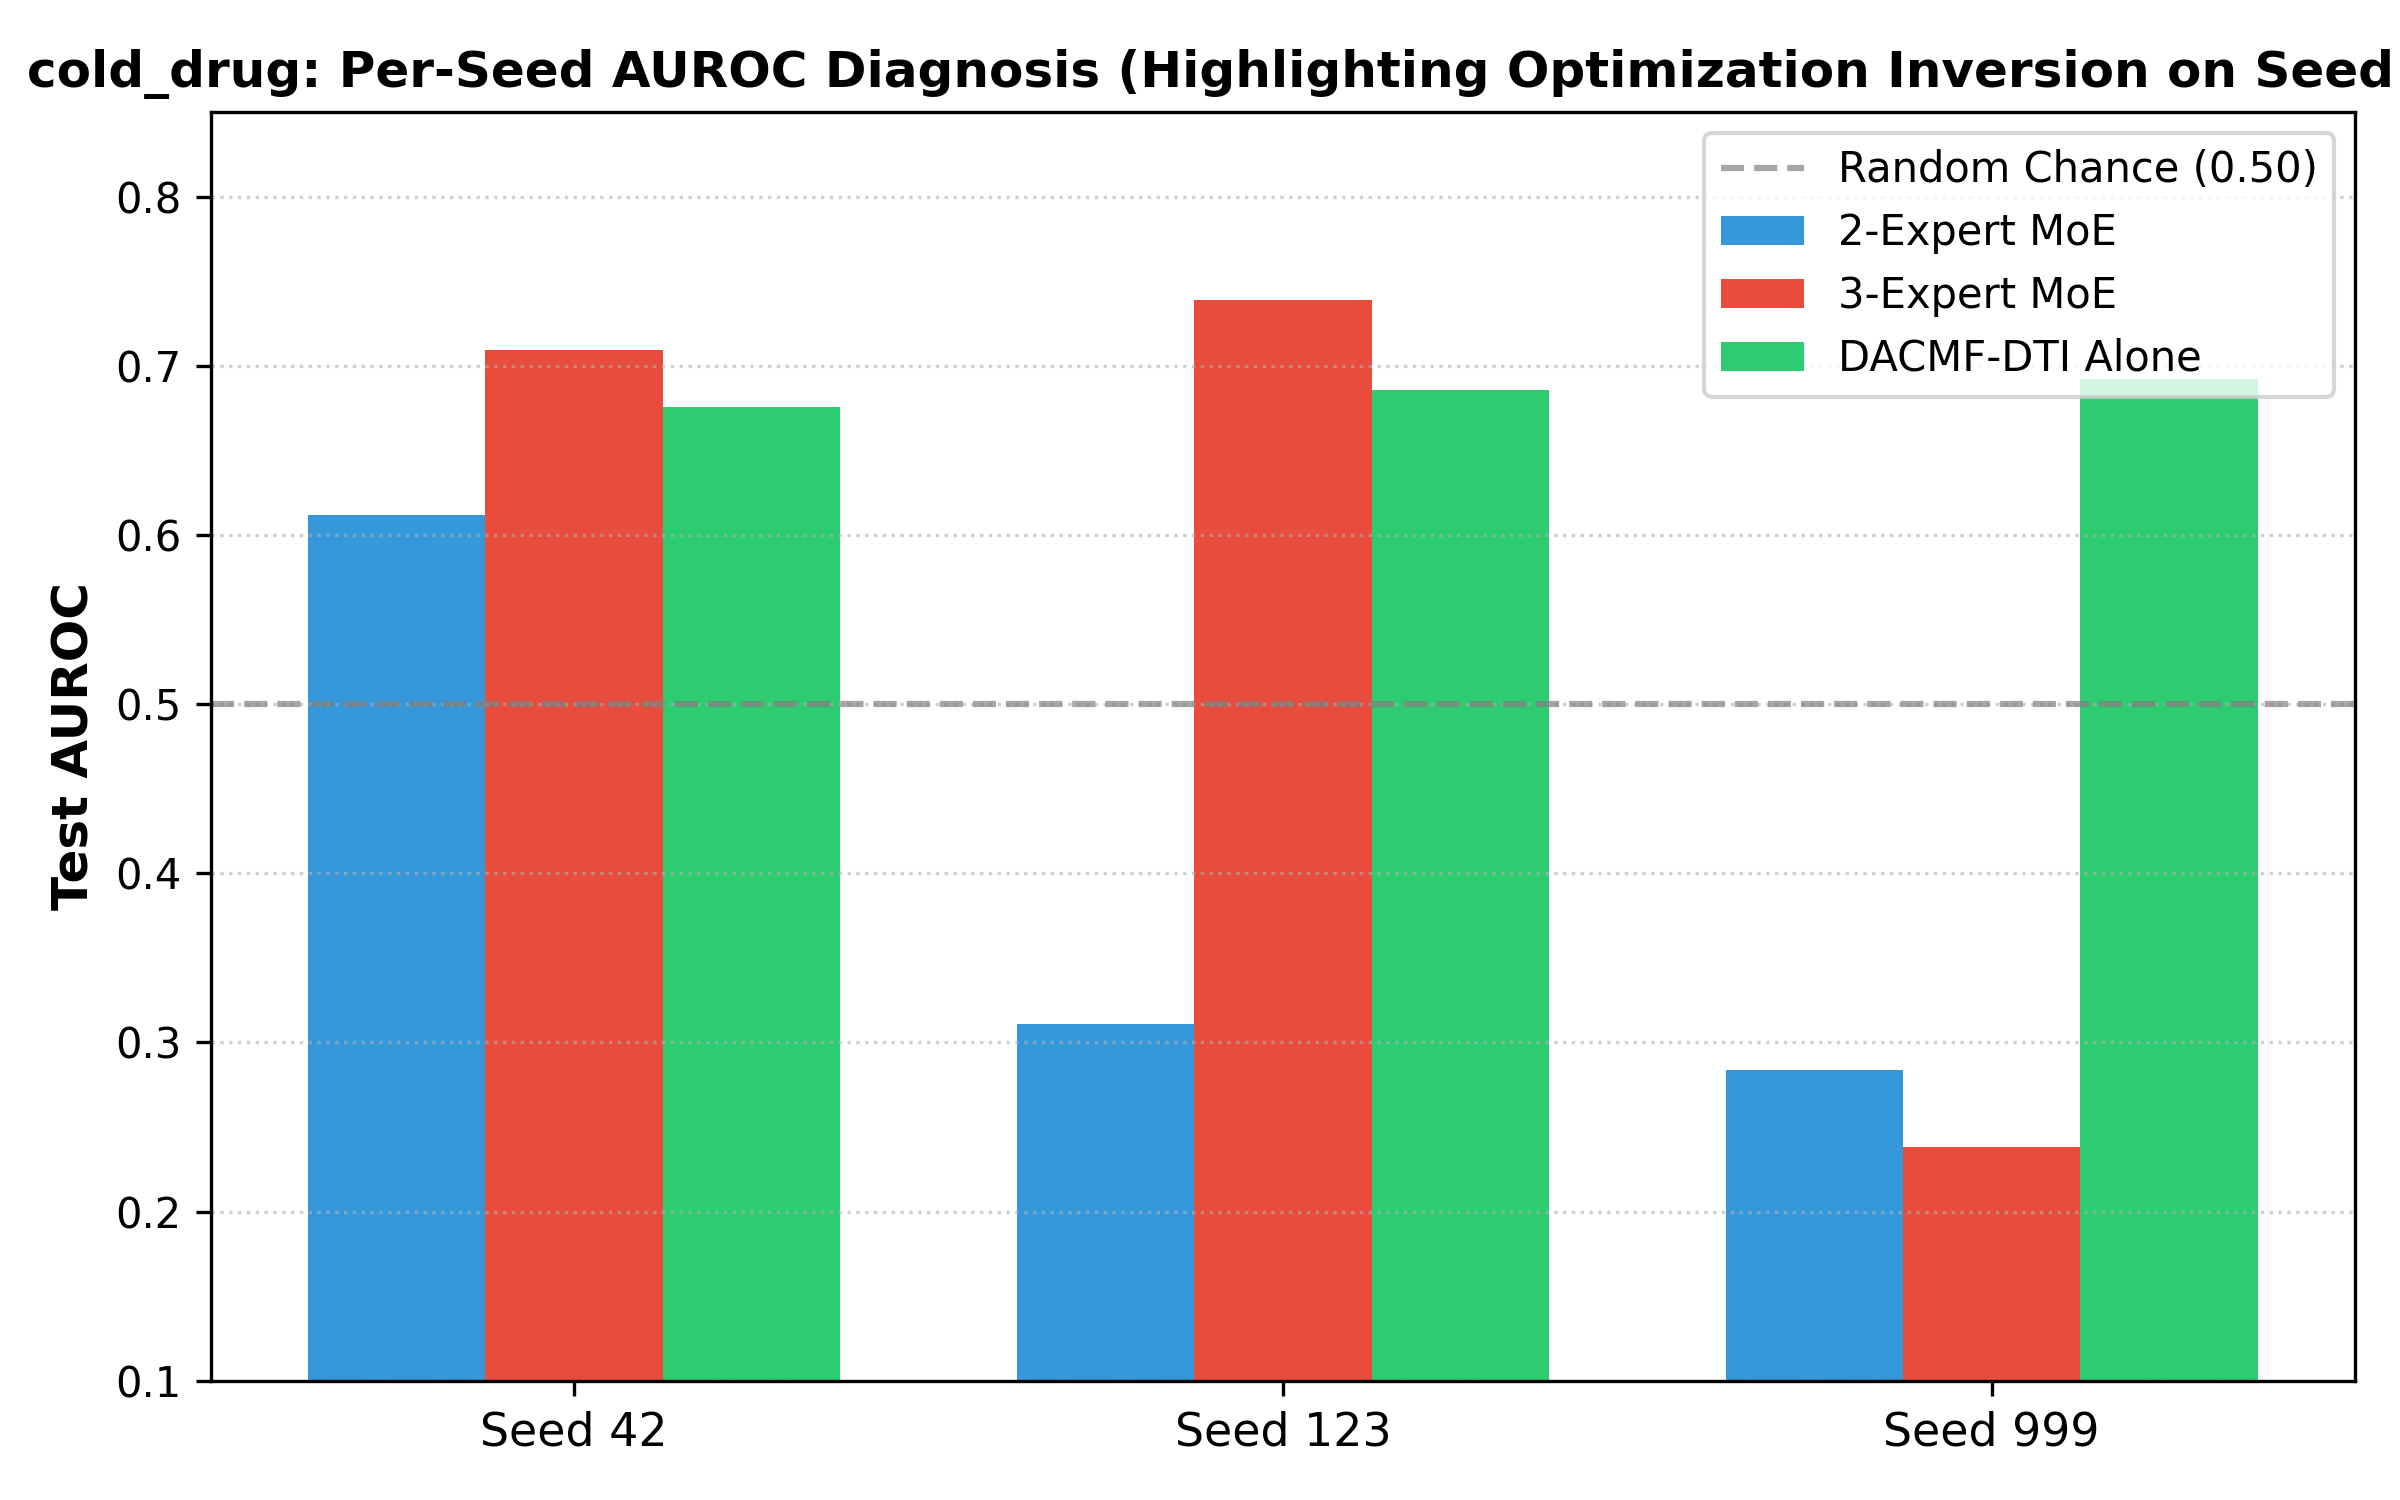 cold_drug: Per-Seed AUROC Diagnosis (Highlighting Optimization Inversion on Seed
Random Chance (0.50)
2-Expert MoE
3-Expert MoE
DACMF-DTI Alone
Test AUROC
0.8
0.7
0.6
0.5
0.4
0.3
0.2
0.1
Seed 42
Seed 123
Seed 999